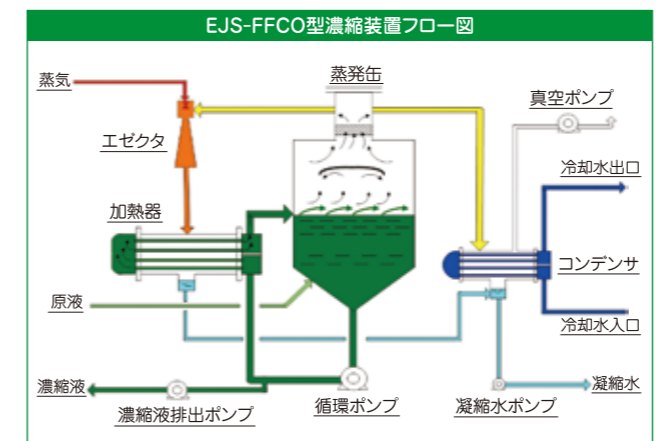 EJS-FFCO型濃縮装置フロー図
蒸気
蒸発缶
真空ポンプ
エゼクタ
冷却水出口
加熱器
コンデンサ
原液
冷却水入口
濃縮液
濃縮液排出ポンプ
循環ポンプ
凝縮水ポンプ
凝縮水